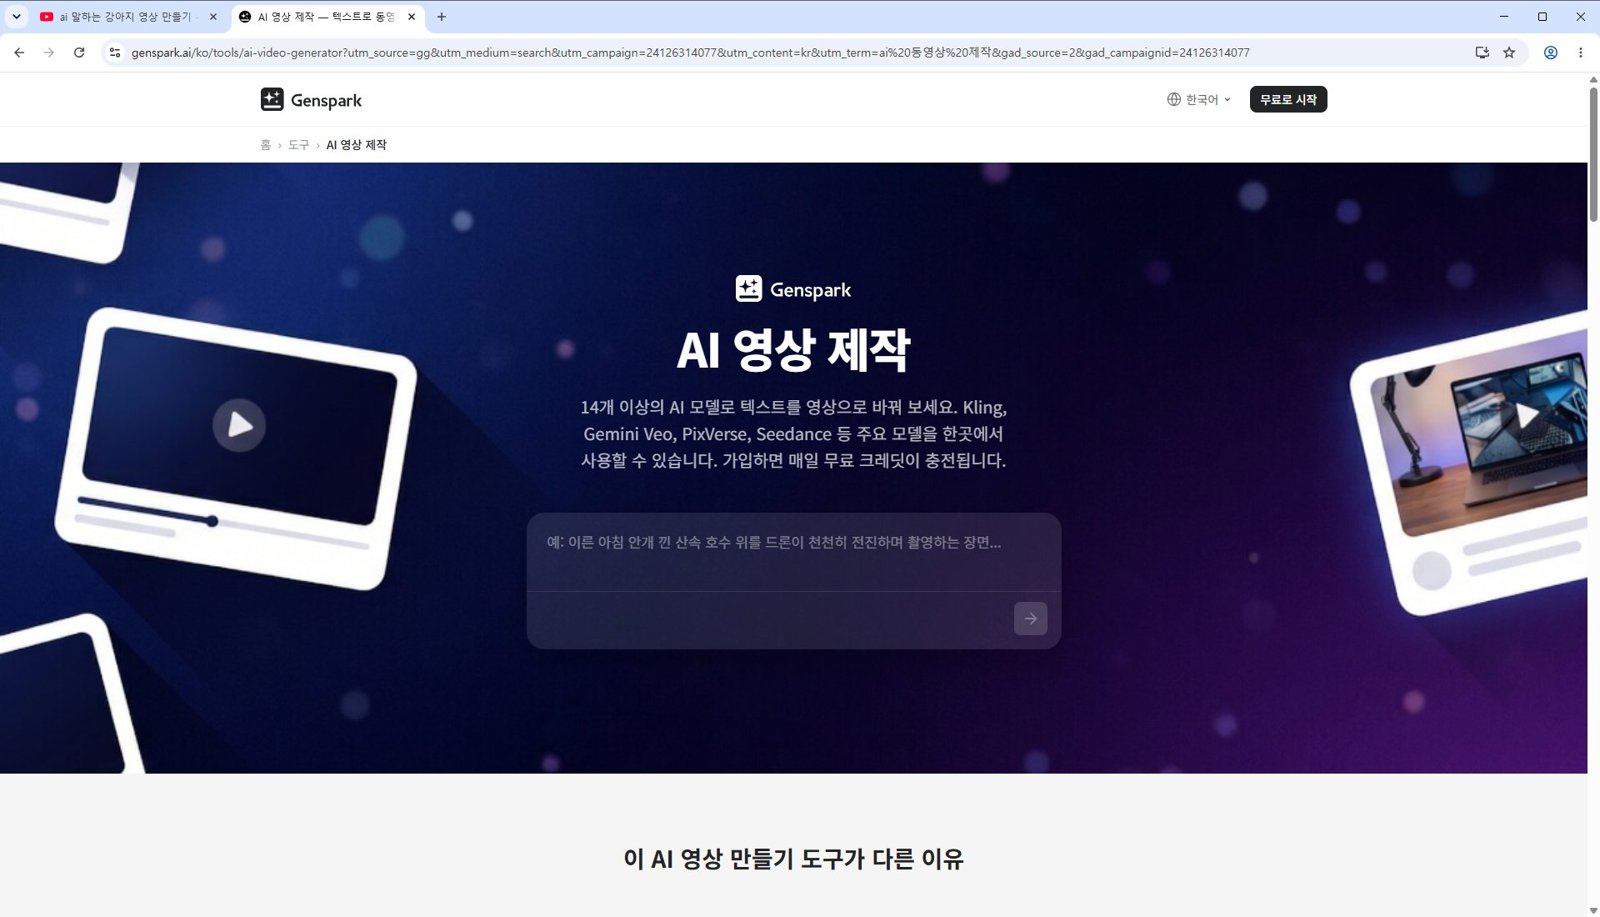 ai 말하는 강아지 영상 만들기
AI 영상 제작 — 텍스트로 동영
genspark.ai/ko/tools/ai-video-generator?utm_source=gg&utm_medium=search&utm_campaign=24126314077&utm_content=kr&utm_term=ai%20동영상%20제작&gad_source=2&gad_campaignid=24126314077
Genspark
한국어
무료로 시작
홈 › 도구 › AI 영상 제작
Genspark
AI 영상 제작
14개 이상의 AI 모델로 텍스트를 영상으로 바꿔 보세요. Kling,
Gemini Veo, PixVerse, Seedance 등 주요 모델을 한곳에서
사용할 수 있습니다. 가입하면 매일 무료 크레딧이 충전됩니다.
예: 이른 아침 안개 낀 산속 호수 위를 드론이 천천히 전진하며 촬영하는 장면...
이 AI 영상 만들기 도구가 다른 이유